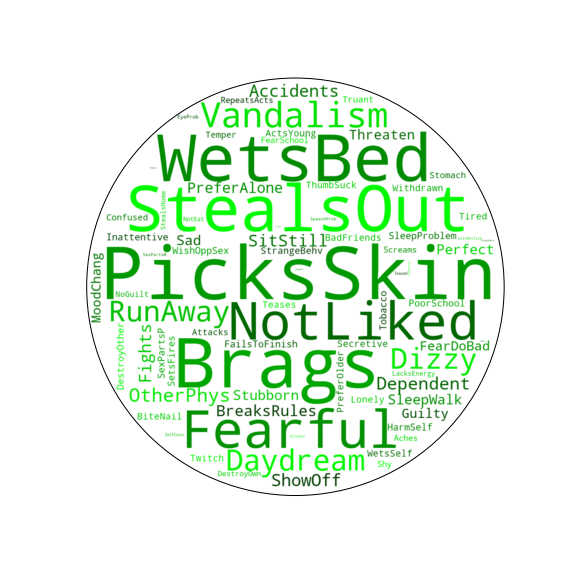 Accidents
RepeatsActs Truant
Vandalism
EyeProb
Temper ActsYoung Threaten
FearSchool
WetsBed
Stomach
PreferAlone ThumbSuck Withdrawn
StealsHome
StealsOut
Confused NotEat SpeechProb Tired
Inattentive Sad SitStill BadFriends SleepProblem
WishOppSex StrangeBehv Screams Perfect
SexPartsM
PicksSkin
MoodChang
NoGuilt
RunAway Teases Tobacco PoorSchool
NotLiked
Attacks
DestroyOther Fights SexPartsP SetsFires FailsToFinish Secretive FearDoBad
Brags
Dizzy
LacksEnergy
OtherPhys Stubborn PreferOlder Dependent
Lonely SleepWalk
BiteNail BreaksRules Guilty
Fearful
HarmSelf
Aches
Twitch Daydream WetsSelf
Shy
DestroyOwn
ShowOff